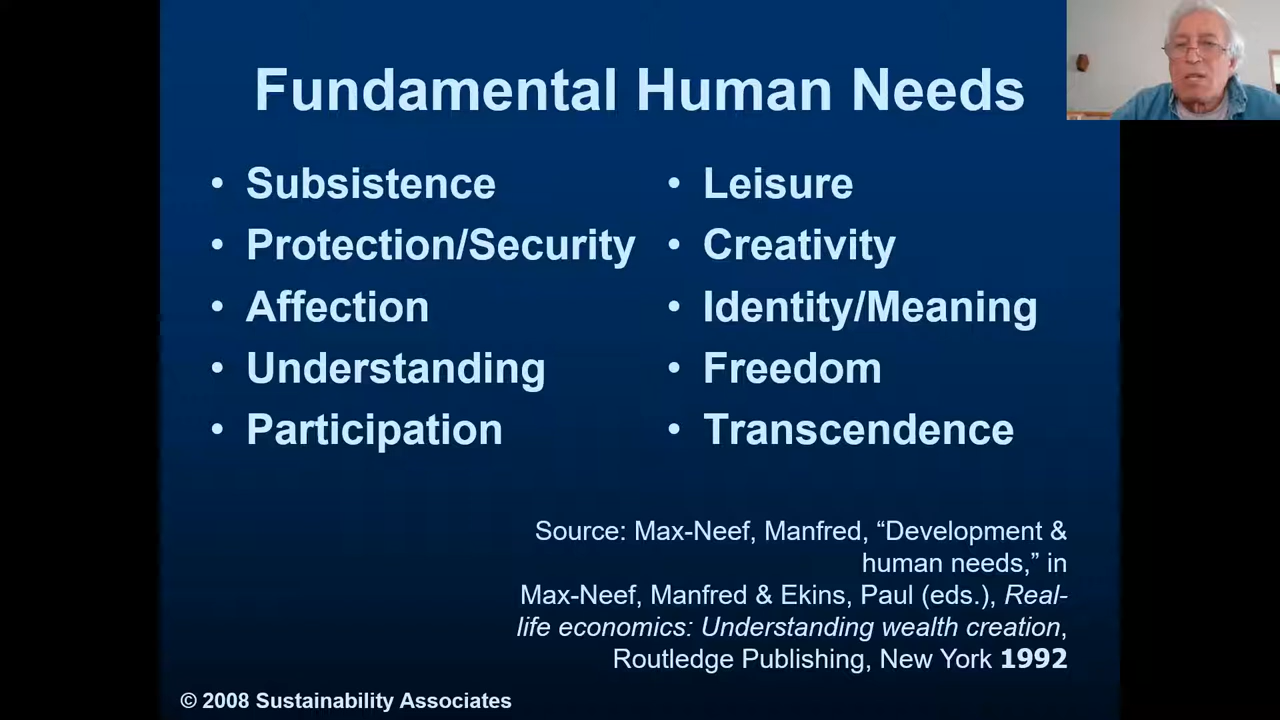 Fundamental Human Needs
• Subsistence
• Protection/Security
• Affection
• Understanding
• Participation
• Leisure
• Creativity
• Identity/Meaning
• Freedom
• Transcendence
Source: Max-Neef, Manfred, “Development &
human needs,” in
Max-Neef, Manfred & Ekins, Paul (eds.), Real-
life economics: Understanding wealth creation,
Routledge Publishing, New York 1992
© 2008 Sustainability Associates